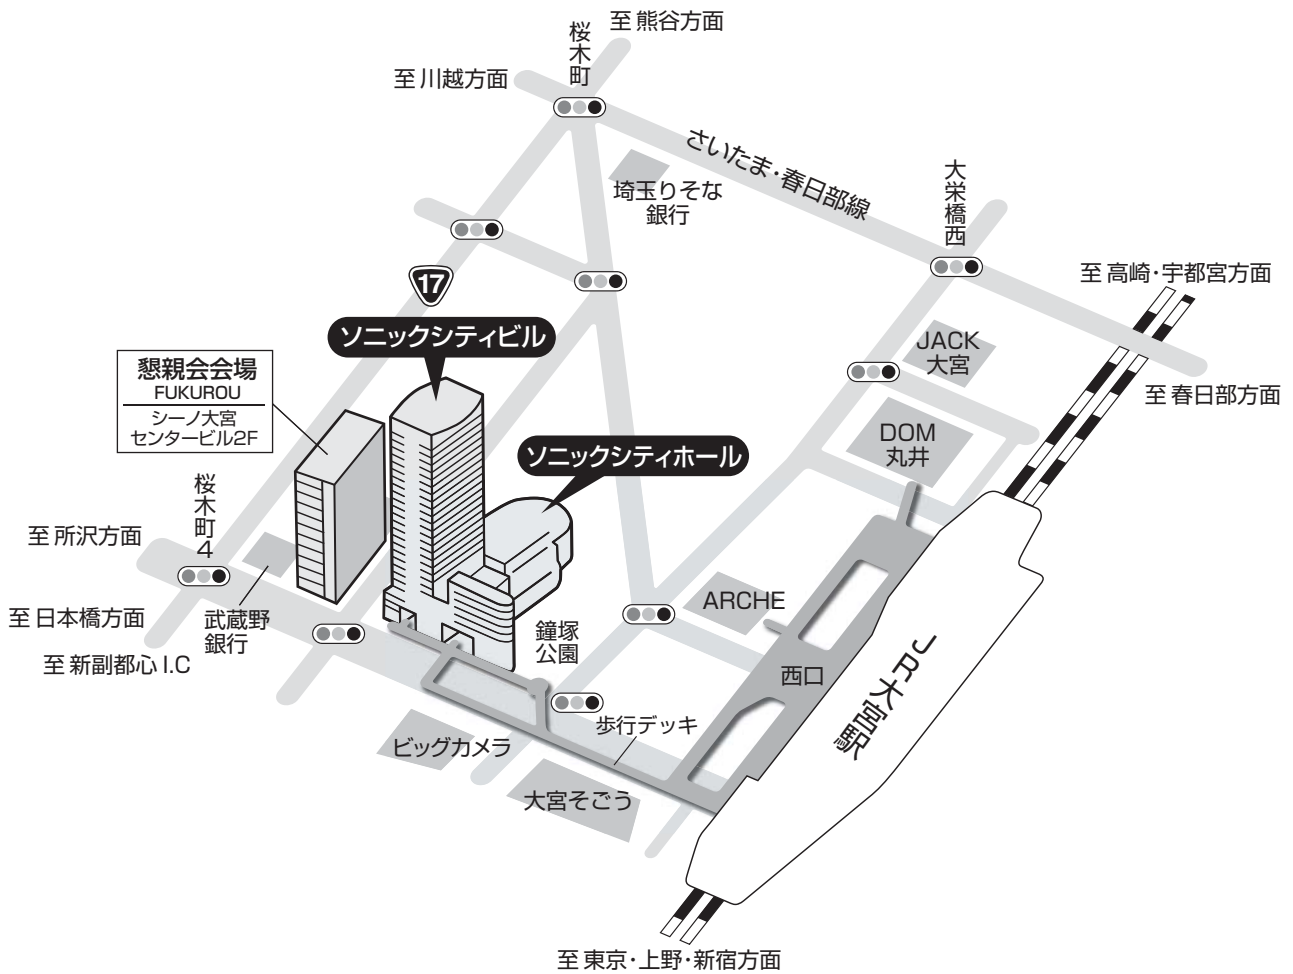 至 熊谷方面
桜木町
至 川越方面
さいたま・春日部線
埼玉りそな
銀行
大栄橋西
至 高崎・宇都宮方面
17
ソニックシティビル
JACK
大宮
懇親会会場
FUKUROU
シーノ大宮
センタービル2F
至 春日部方面
DOM
丸井
ソニックシティホール
桜木町4
至 所沢方面
ARCHE
至 日本橋方面
武蔵野
銀行
鐘塚
公園
至 新副都心 I.C
西口
JR大宮駅
歩行デッキ
ビッグカメラ
大宮そごう
至 東京・上野・新宿方面